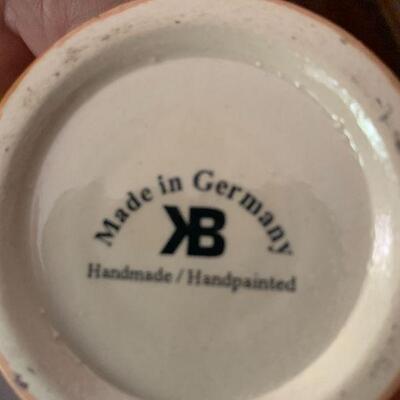 Made in Germany
KB
Handmade / Handpainted